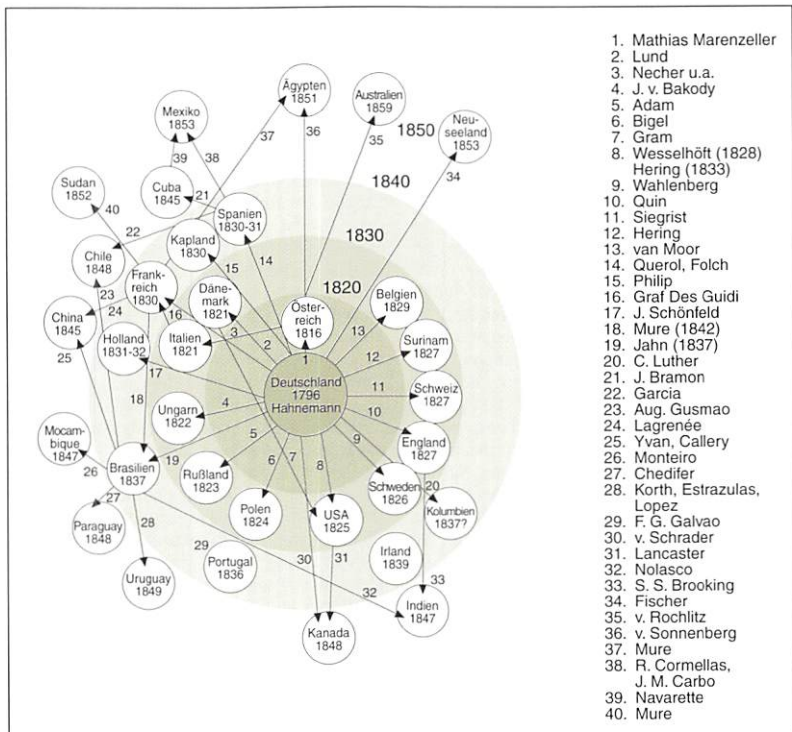 Ägypten
1851
Australien
1859
Mexiko
1853
Neu-
seeland
1853
1850
37
36
35
34
39
38
1840
Sudan
1852
Cuba
1845
21
Spanien
1830-31
40
22
Kapland
1830
1830
Chile
1848
Frank-
reich
1830
15
14
Däne-
mark
1821
1820
Belgien
1829
23
24
16
Öster-
reich
1816
China
1845
Holland
1831-32
Italien
1821
3
2
13
Surinam
1827
25
1
12
17
Deutschland
1796
Hahnemann
11
Schweiz
1827
Ungarn
1822
4
10
18
5
England
1827
Mocam-
bique
1847
9
19
6
7
8
26
Brasilien
1837
Rußland
1823
Schweden
1826
20
27
Polen
1824
USA
1825
Kolumbien
1837?
Paraguay
1848
28
29
30
31
Irland
1839
Portugal
1836
33
Uruguay
1849
32
Indien
1847
Kanada
1848
1. Mathias Marenzeller
2. Lund
3. Necher u.a.
4. J. v. Bakody
5. Adam
6. Bigel
7. Gram
8. Wesselhöft (1828)
Hering (1833)
9. Wahlenberg
10. Quin
11. Siegrist
12. Hering
13. van Moor
14. Querol, Folch
15. Philip
16. Graf Des Guidi
17. J. Schönfeld
18. Mure (1842)
19. Jahn (1837)
20. C. Luther
21. J. Bramon
22. Garcia
23. Aug. Gusmao
24. Lagrenée
25. Yvan, Callery
26. Monteiro
27. Chedifer
28. Korth, Estrazulas,
Lopez
29. F. G. Galvao
30. v. Schrader
31. Lancaster
32. Nolasco
33. S. S. Brooking
34. Fischer
35. v. Rochlitz
36. v. Sonnenberg
37. Mure
38. R. Cormellas,
J. M. Carbo
39. Navarette
40. Mure